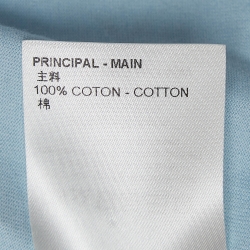 PRINCIPAL - MAIN
主料
100% COTON - COTTON
棉